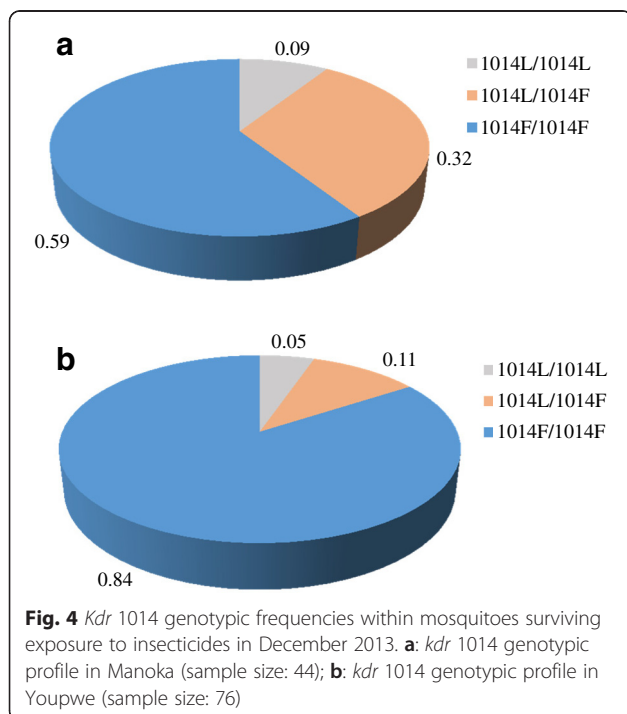 a
0.09
1014L/1014L
1014L/1014F
1014F/1014F
0.32
0.59
b
0.05
0.11
1014L/1014L
1014L/1014F
1014F/1014F
0.84
Fig. 4 Kdr 1014 genotypic frequencies within mosquitoes surviving
exposure to insecticides in December 2013. a: kdr 1014 genotypic
profile in Manoka (sample size: 44); b: kdr 1014 genotypic profile in
Youpwe (sample size: 76)